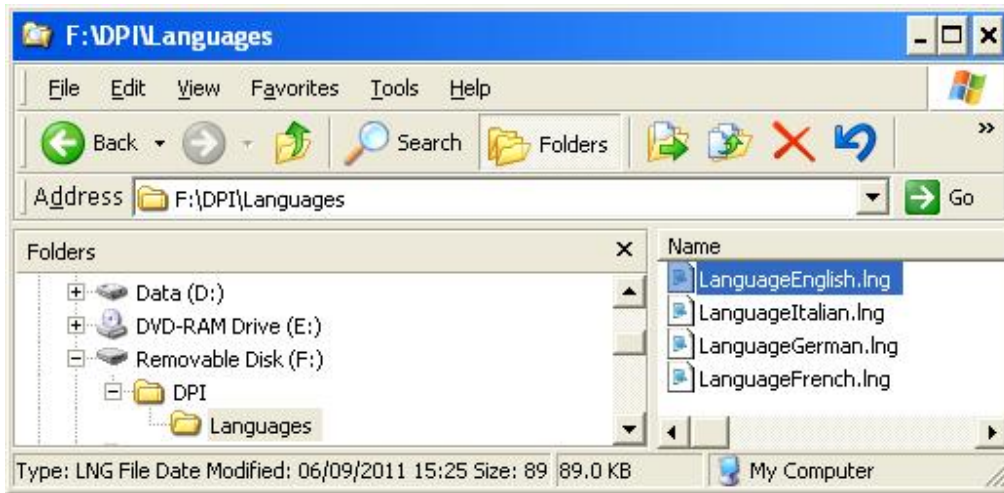 F:\DPI\Languages
File Edit View Favorites Tools Help
Back Search Folders »
Address F:\DPI\Languages Go
Folders x Name
Data (D:) LanguageEnglish.lng
DVD-RAM Drive (E:) LanguageItalian.lng
Removable Disk (F:) LanguageGerman.lng
DPI LanguageFrench.lng
Languages
Type: LNG File Date Modified: 06/09/2011 15:25 Size: 89 89.0 KB My Computer